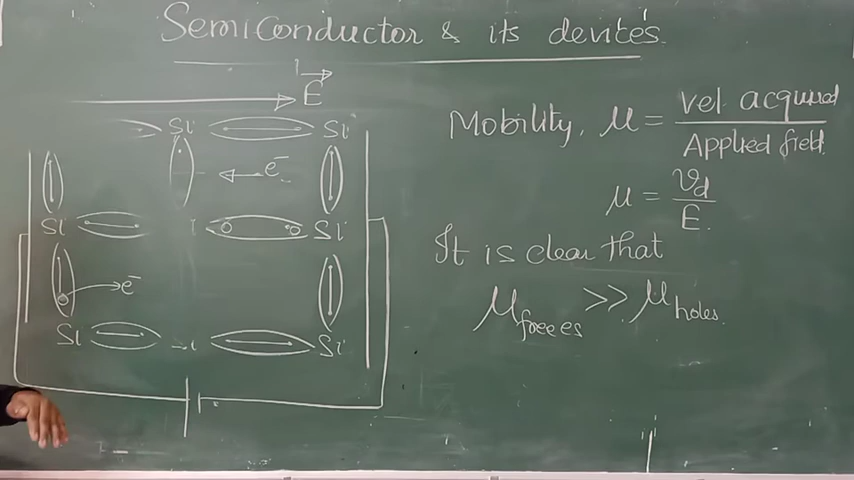 Semiconductor & its devices.
E
Si Si
e-
Si Si
e-
Si Si
Mobility, μ = vel. acquired
Applied field.
μ = vd
E.
It is clear that
μfree es >> μholes.